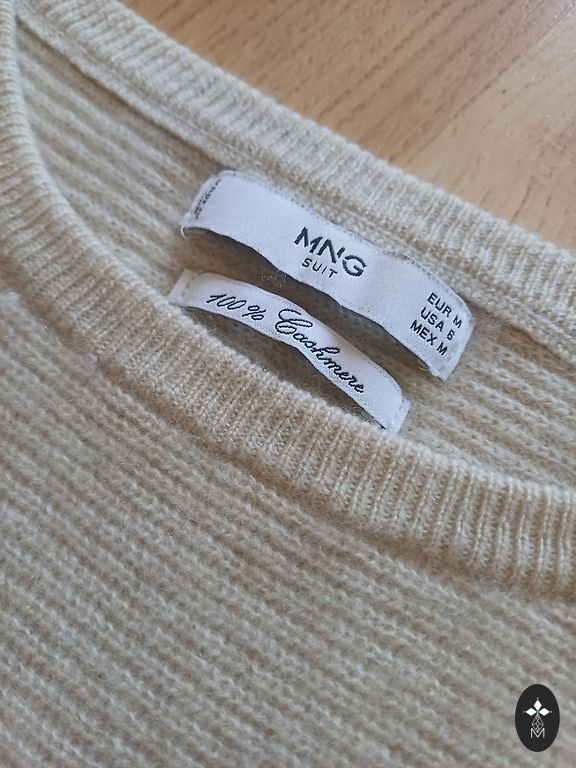 MNG
SUIT
EUR M
USA 6
MEX M
100% Cashmere